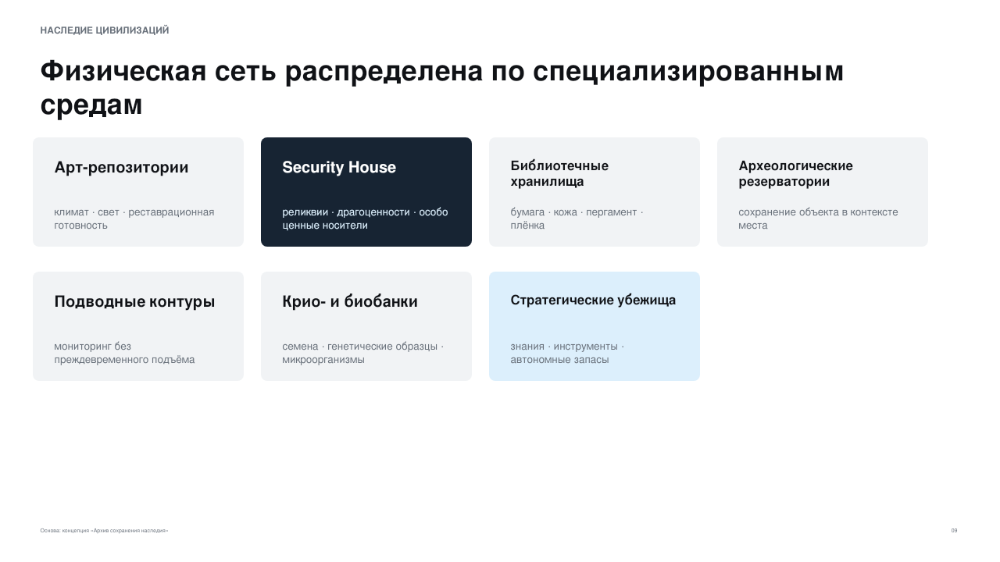 НАСЛЕДИЕ ЦИВИЛИЗАЦИЙ
Физическая сеть распределена по специализированным
средам
Арт-репозитории
климат · свет · реставрационная
готовность
Security House
реликвии · драгоценности · особо
ценные носители
Библиотечные
хранилища
бумага · кожа · пергамент ·
плёнка
Археологические
резерватории
сохранение объекта в контексте
места
Подводные контуры
мониторинг без
преждевременного подъёма
Крио- и биобанки
семена · генетические образцы ·
микроорганизмы
Стратегические убежища
знания · инструменты ·
автономные запасы
Основа: концепция «Архив сохранения наследия»
09